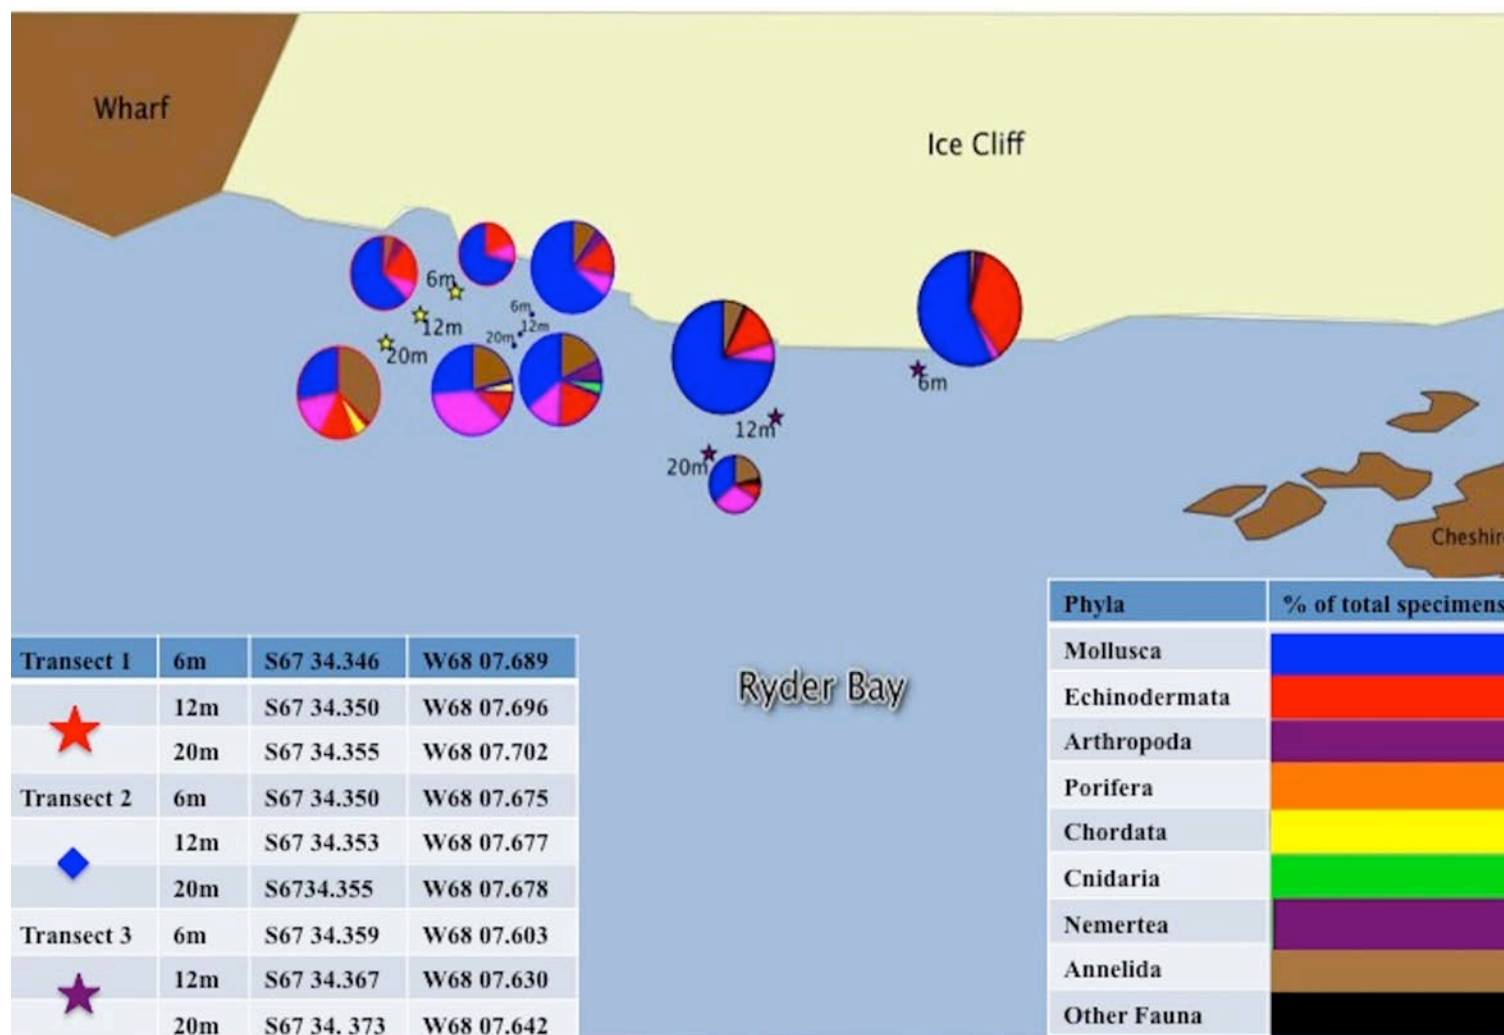 Wharf
Ice Cliff
6m
12m
20m
6m
12m
20m
6m
12m
20m
Cheshir
Ryder Bay
Transect 1 6m S67 34.346 W68 07.689
12m S67 34.350 W68 07.696
20m S67 34.355 W68 07.702
Transect 2 6m S67 34.350 W68 07.675
12m S67 34.353 W68 07.677
20m S6734.355 W68 07.678
Transect 3 6m S67 34.359 W68 07.603
12m S67 34.367 W68 07.630
20m S67 34. 373 W68 07.642
Phyla % of total specimens
Mollusca
Echinodermata
Arthropoda
Porifera
Chordata
Cnidaria
Nemertea
Annelida
Other Fauna